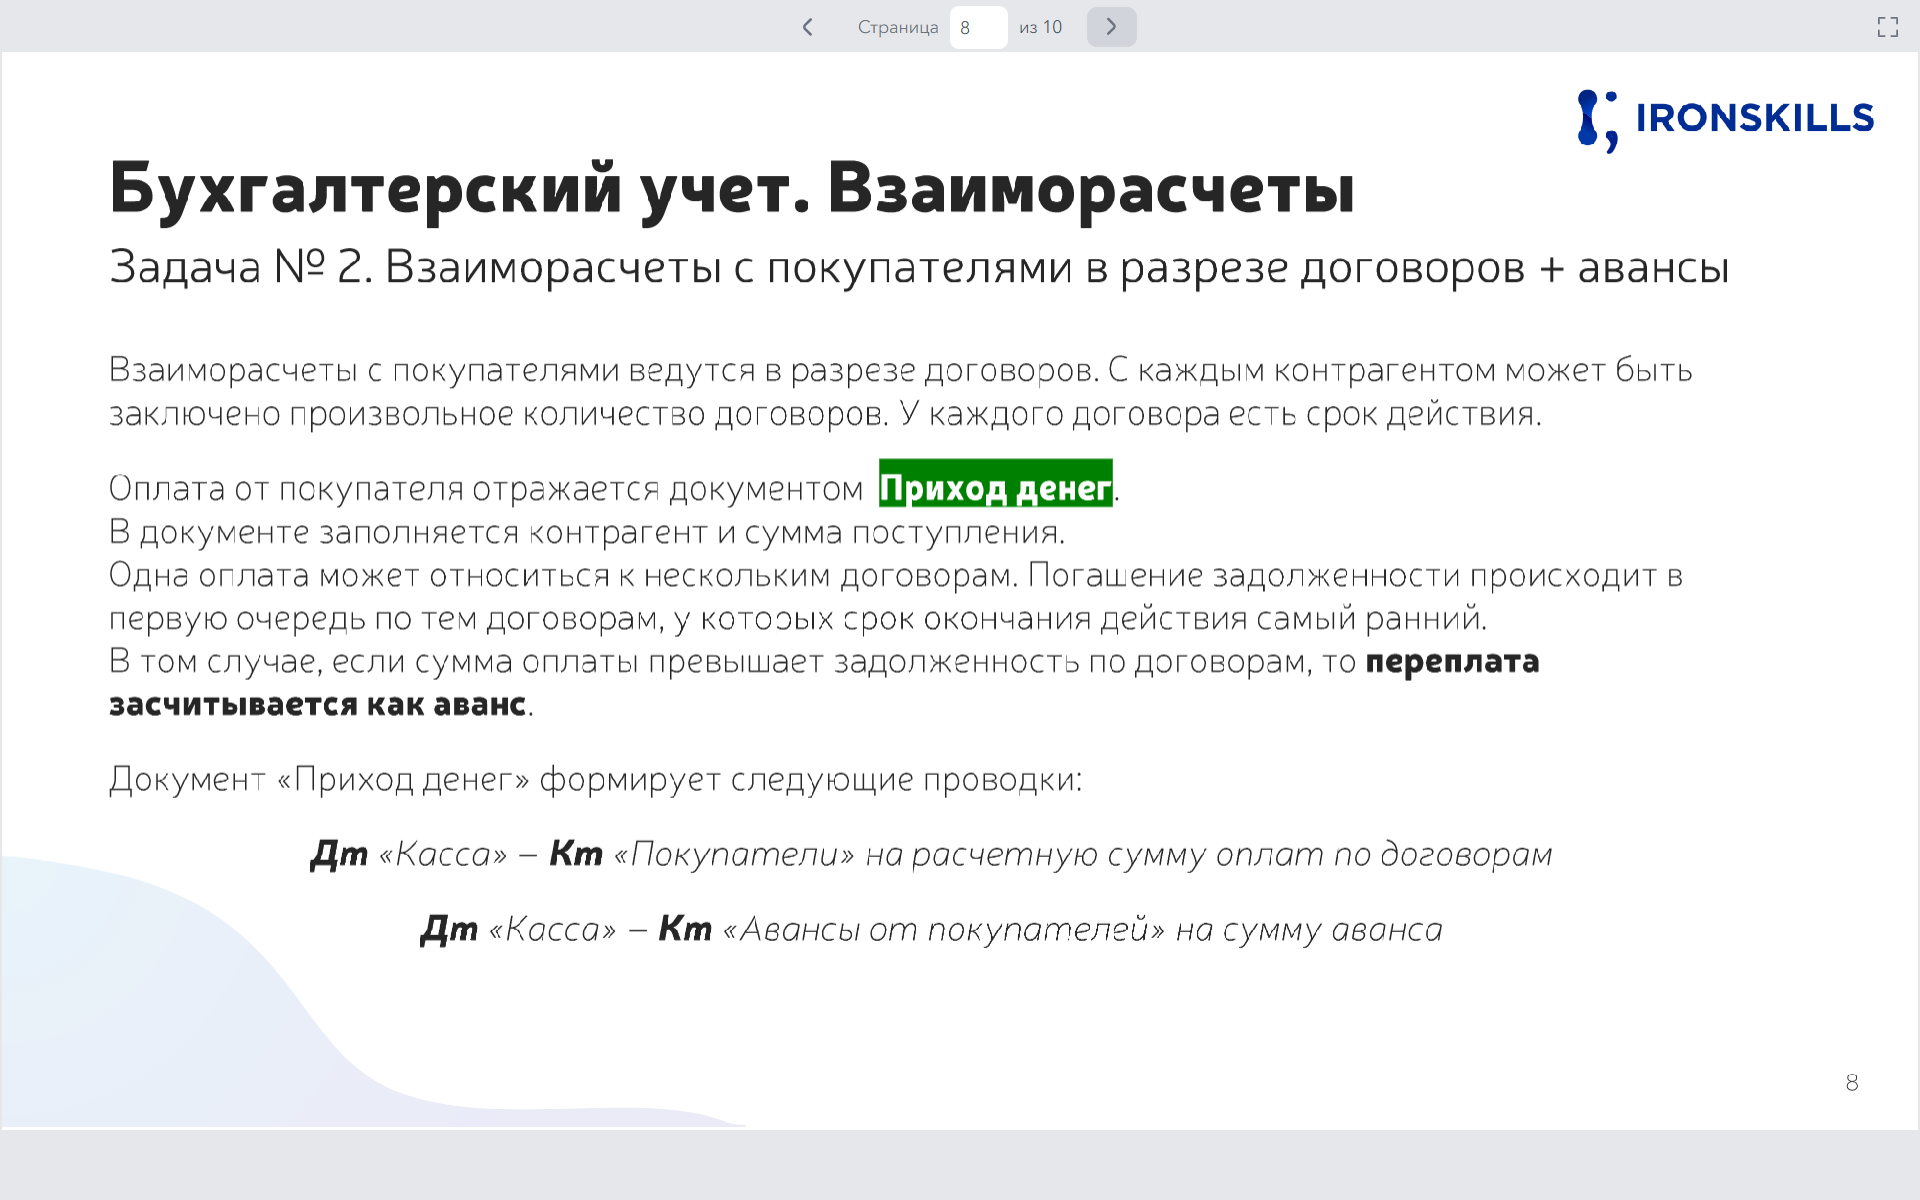 Страница 8 из 10
IRONSKILLS
Бухгалтерский учет. Взаиморасчеты
Задача № 2. Взаиморасчеты с покупателями в разрезе договоров + авансы
Взаиморасчеты с покупателями ведутся в разрезе договоров. С каждым контрагентом может быть
заключено произвольное количество договоров. У каждого договора есть срок действия.
Оплата от покупателя отражается документом Приход денег.
В документе заполняется контрагент и сумма поступления.
Одна оплата может относиться к нескольким договорам. Погашение задолженности происходит в
первую очередь по тем договорам, у которых срок окончания действия самый ранний.
В том случае, если сумма оплаты превышает задолженность по договорам, то переплата
засчитывается как аванс.
Документ «Приход денег» формирует следующие проводки:
Дт «Касса» – Кт «Покупатели» на расчетную сумму оплат по договорам
Дт «Касса» – Кт «Авансы от покупателей» на сумму аванса
8